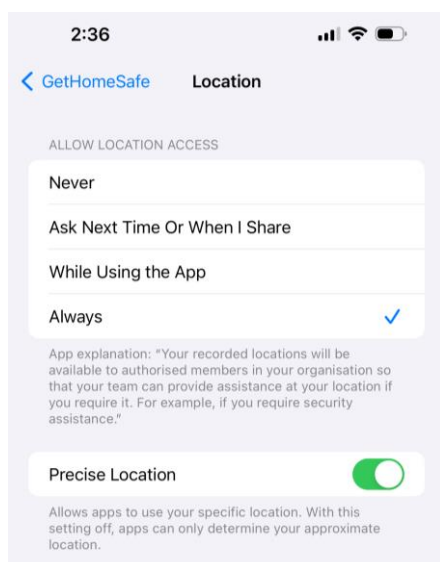 2:36
GetHomeSafe Location
ALLOW LOCATION ACCESS
Never
Ask Next Time Or When I Share
While Using the App
Always
App explanation: “Your recorded locations will be
available to authorised members in your organisation so
that your team can provide assistance at your location if
you require it. For example, if you require security
assistance.”
Precise Location
Allows apps to use your specific location. With this
setting off, apps can only determine your approximate
location.